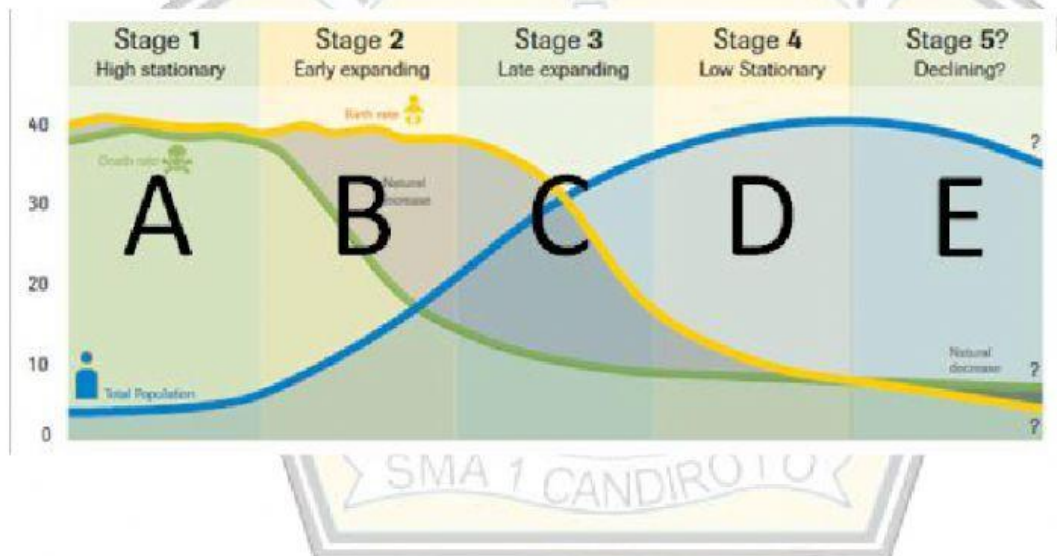 Stage 1
High stationary
Stage 2
Early expanding
Stage 3
Late expanding
Stage 4
Low Stationary
Stage 5?
Declining?
40
30
20
10
0
Birth rate
Death rate
Natural
increase
A
B
C
D
E
?
Natural
decrease
?
?
Total Population
SMA 1 CANDIROTO